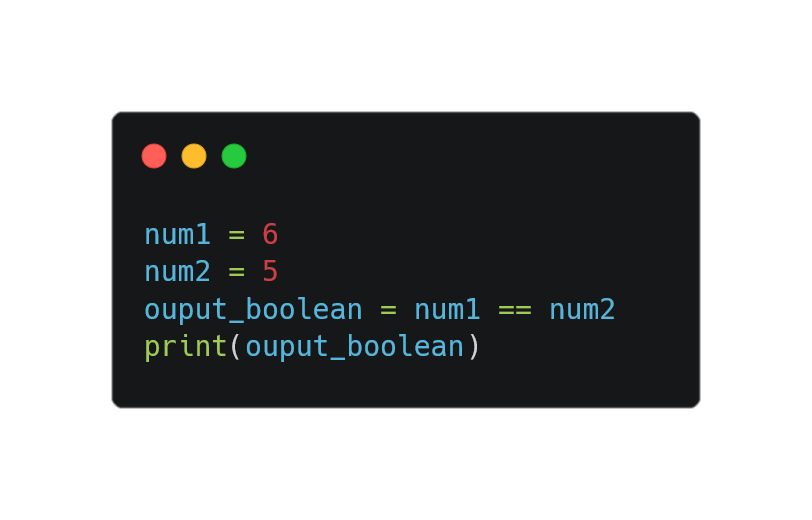 num1 = 6
num2 = 5
ouput_boolean = num1 == num2
print(ouput_boolean)